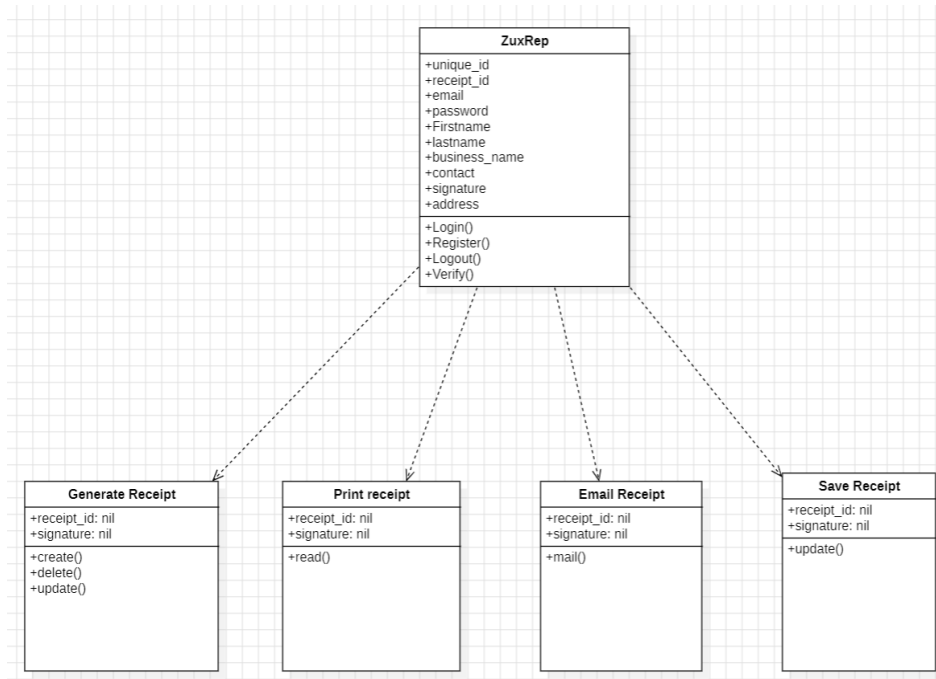 ZuxRep
+unique_id
+receipt_id
+email
+password
+Firstname
+lastname
+business_name
+contact
+signature
+address
+Login()
+Register()
+Logout()
+Verify()
Generate Receipt
+receipt_id: nil
+signature: nil
+create()
+delete()
+update()
Print receipt
+receipt_id: nil
+signature: nil
+read()
Email Receipt
+receipt_id: nil
+signature: nil
+mail()
Save Receipt
+receipt_id: nil
+signature: nil
+update()